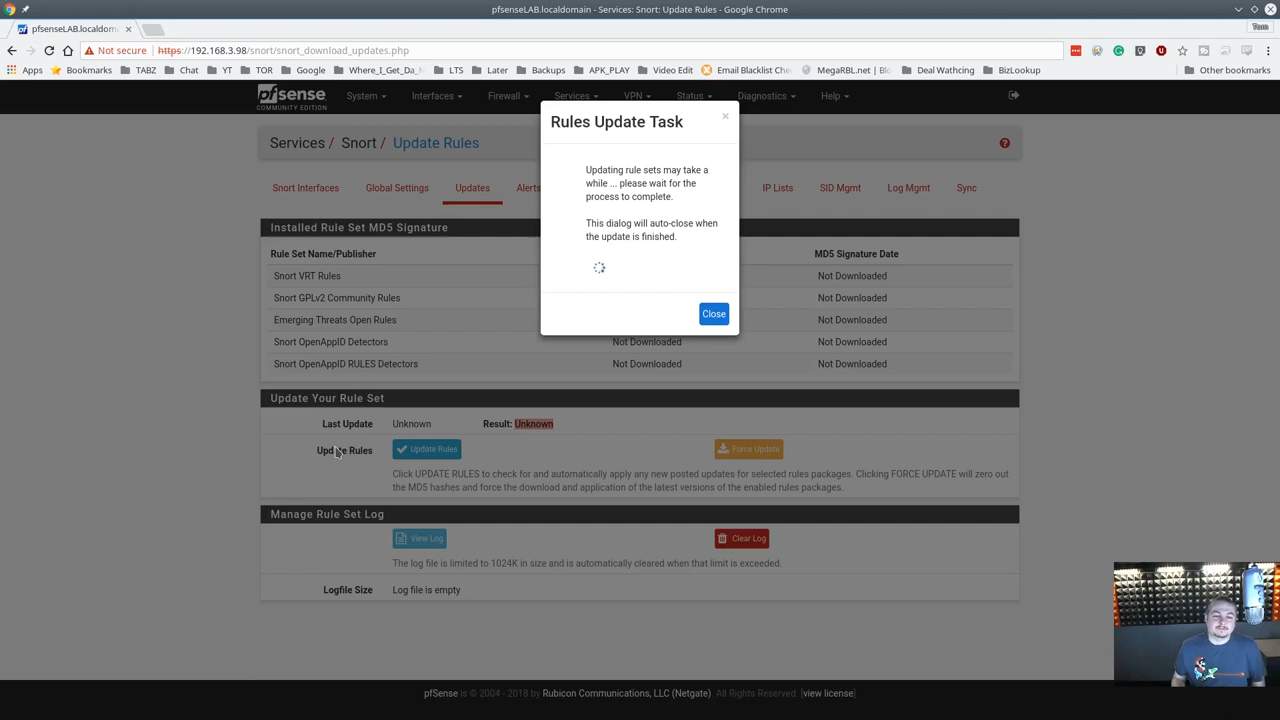 pfsenseLAB.localdomain - Services: Snort: Update Rules - Google Chrome
pfsenseLAB.localdom
Tom
Not secure https://192.168.3.98/snort/snort_download_updates.php
Apps Bookmarks TABZ Chat YT TOR Google Where_I_Get_Da_ LTS Later Backups APK_PLAY Video Edit Email Blacklist Che MegaRBL.net | Blo Deal Wathcing BizLookup Other bookmarks
pfsense System Interfaces Firewall Services VPN Status Diagnostics Help
COMMUNITY EDITION
Rules Update Task ×
Services / Snort / Update Rules
Updating rule sets may take a
while ... please wait for the
process to complete.
This dialog will auto-close when
the update is finished.
Close
Snort Interfaces Global Settings Updates Alerts IP Lists SID Mgmt Log Mgmt Sync
Installed Rule Set MD5 Signature
Rule Set Name/Publisher MD5 Signature Date
Snort VRT Rules Not Downloaded
Snort GPLv2 Community Rules Not Downloaded
Emerging Threats Open Rules Not Downloaded
Snort OpenAppID Detectors Not Downloaded Not Downloaded
Snort OpenAppID RULES Detectors Not Downloaded Not Downloaded
Update Your Rule Set
Last Update Unknown Result: Unknown
Update Rules Update Rules Force Update
Click UPDATE RULES to check for and automatically apply any new posted updates for selected rules packages. Clicking FORCE UPDATE will zero out
the MD5 hashes and force the download and application of the latest versions of the enabled rules packages.
Manage Rule Set Log
View Log Clear Log
The log file is limited to 1024K in size and is automatically cleared when that limit is exceeded.
Logfile Size Log file is empty
pfSense is © 2004 - 2018 by Rubicon Communications, LLC (Netgate). All Rights Reserved. [view license]